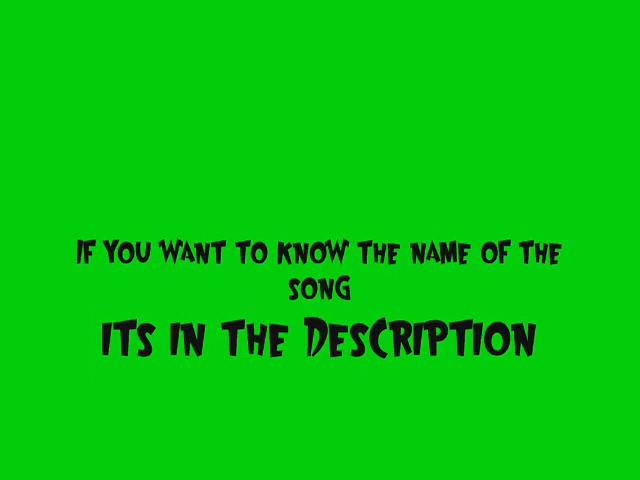 IF YOU WANT TO KNOW THE NAME OF THE
SONG
ITS IN THE DESCRIPTION